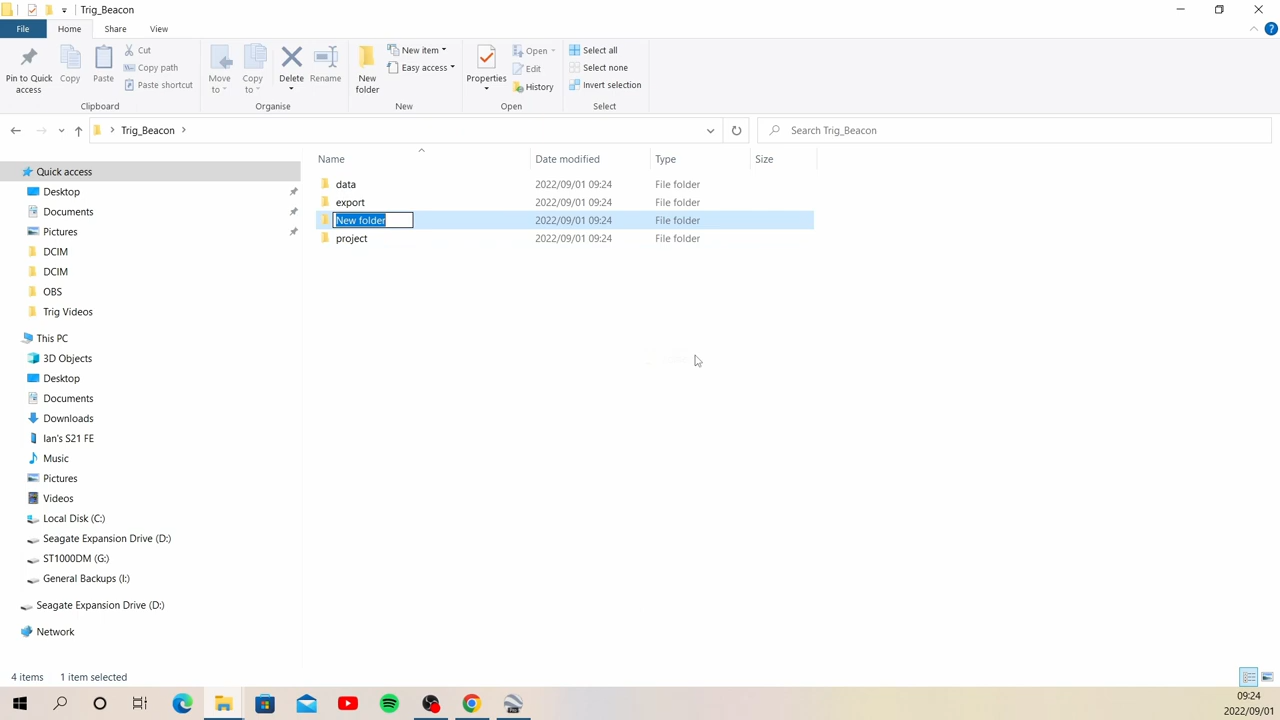 Trig_Beacon
File Home Share View
Pin to Quick access
Copy
Paste
Cut
Copy path
Paste shortcut
Clipboard
Move to
Copy to
Delete
Rename
Organise
New folder
New item
Easy access
New
Properties
Open
Edit
History
Open
Select all
Select none
Invert selection
Select
Trig_Beacon
Search Trig_Beacon
Name Date modified Type Size
data 2022/09/01 09:24 File folder
export 2022/09/01 09:24 File folder
New folder 2022/09/01 09:24 File folder
project 2022/09/01 09:24 File folder
Quick access
Desktop
Documents
Pictures
DCIM
DCIM
OBS
Trig Videos
This PC
3D Objects
Desktop
Documents
Downloads
Ian's S21 FE
Music
Pictures
Videos
Local Disk (C:)
Seagate Expansion Drive (D:)
ST1000DM (G:)
General Backups (I:)
Seagate Expansion Drive (D:)
Network
4 items 1 item selected
09:24
2022/09/01